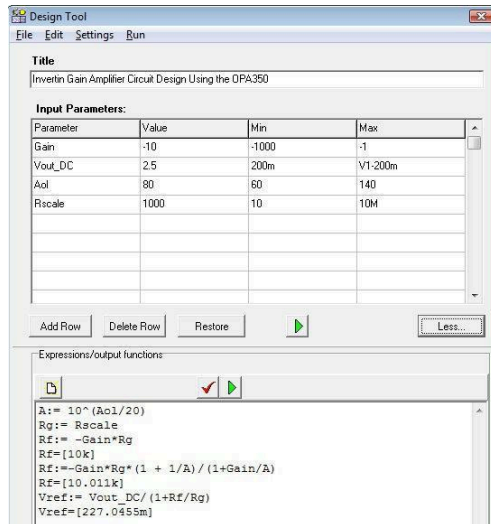 Design Tool
File Edit Settings Run
Title
Invertin Gain Amplifier Circuit Design Using the OPA350
Input Parameters:
Parameter Value Min Max
Gain -10 -1000 -1
Vout_DC 2.5 200m V1-200m
Aol 80 60 140
Rscale 1000 10 10M
Add Row Delete Row Restore Less...
Expressions/output functions
A:= 10^(Aol/20)
Rg:= Rscale
Rf:= -Gain*Rg
Rf=[10k]
Rf:=-Gain*Rg*(1 + 1/A)/(1+Gain/A)
Rf=[10.011k]
Vref:= Vout_DC/(1+Rf/Rg)
Vref=[227.0455m]